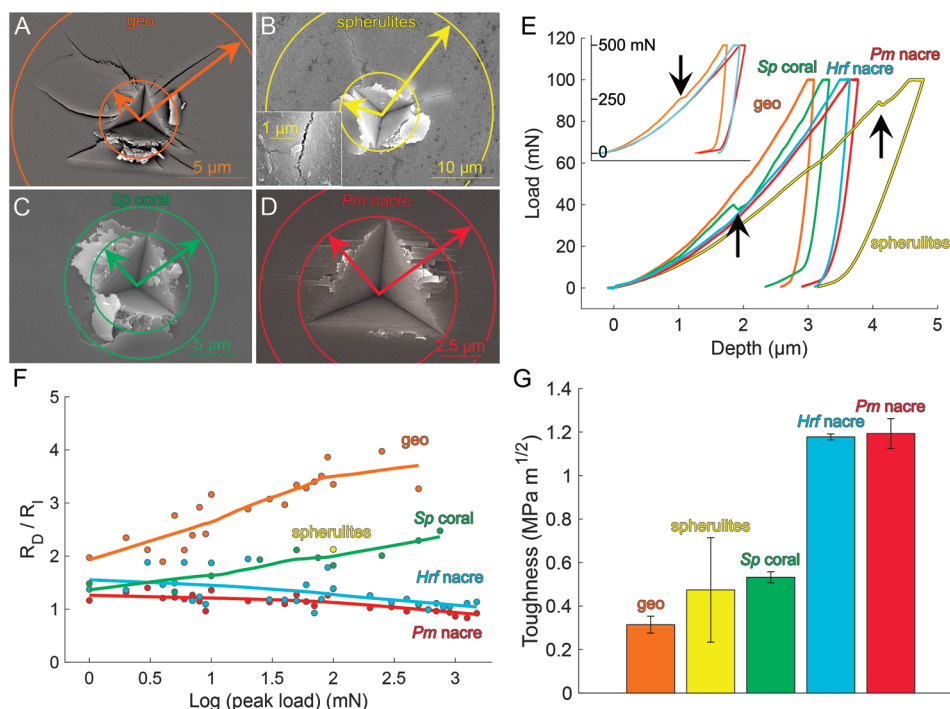 A
geo
5 μm
B
spherulites
1 μm
10 μm
C
Sp coral
5 μm
D
Pm nacre
2.5 μm
E
500 mN
250
0
Pm nacre
Sp coral
Hrf nacre
geo
spherulites
120
100
80
60
40
20
0
Load (mN)
0
1
2
3
4
5
Depth (μm)
F
5
4
3
2
1
0
R_D / R_I
geo
Sp coral
spherulites
Hrf nacre
Pm nacre
0
0.5
1
1.5
2
2.5
3
Log (peak load) (mN)
G
1.4
1.2
1
0.8
0.6
0.4
0.2
0
Toughness (MPa m^1/2)
geo
spherulites
Sp coral
Hrf nacre
Pm nacre